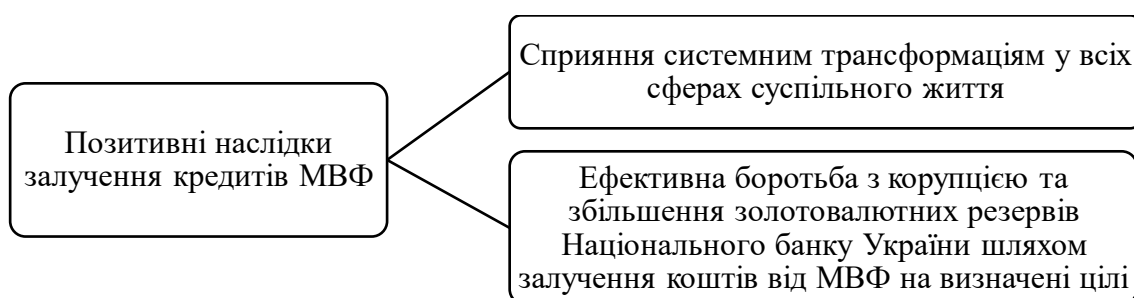 Позитивні наслідки
залучення кредитів МВФ
Сприяння системним трансформаціям у всіх
сферах суспільного життя
Ефективна боротьба з корупцією та
збільшення золотовалютних резервів
Національного банку України шляхом
залучення коштів від МВФ на визначені цілі